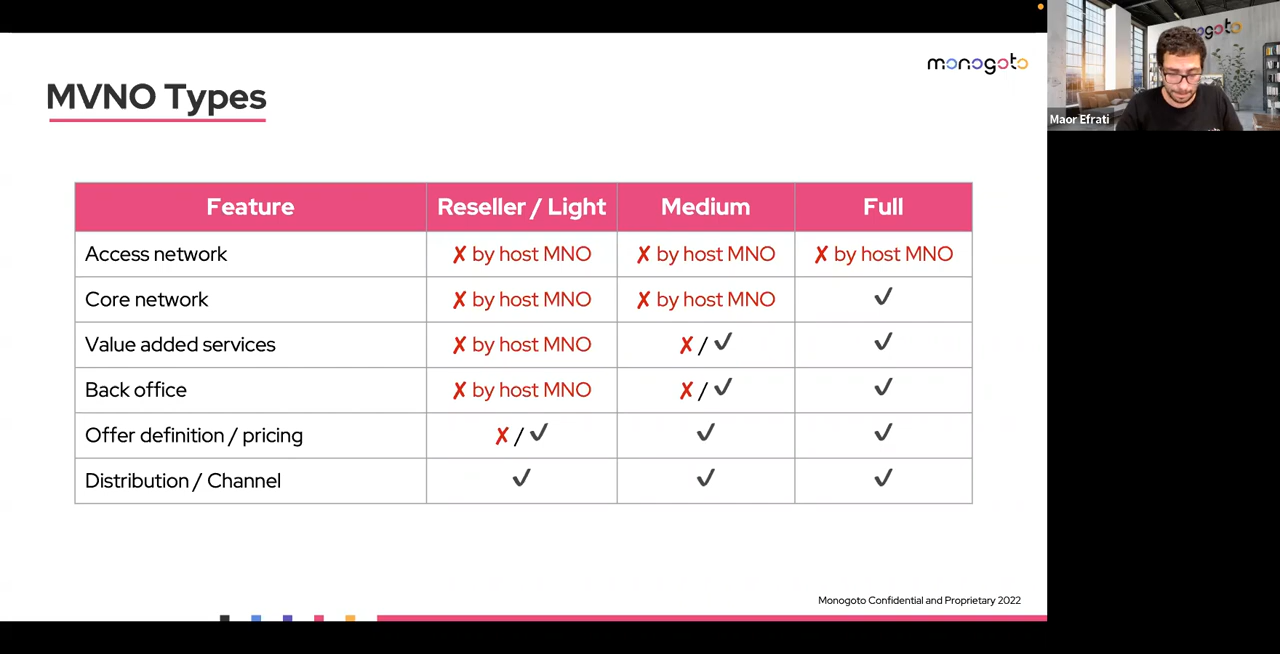 monogoto
MVNO Types
monogoto
Maor Efrati
Feature Reseller / Light Medium Full
Access network ✗ by host MNO ✗ by host MNO ✗ by host MNO
Core network ✗ by host MNO ✗ by host MNO ✓
Value added services ✗ by host MNO ✗ / ✓ ✓
Back office ✗ by host MNO ✗ / ✓ ✓
Offer definition / pricing ✗ / ✓ ✓ ✓
Distribution / Channel ✓ ✓ ✓
Monogoto Confidential and Proprietary 2022